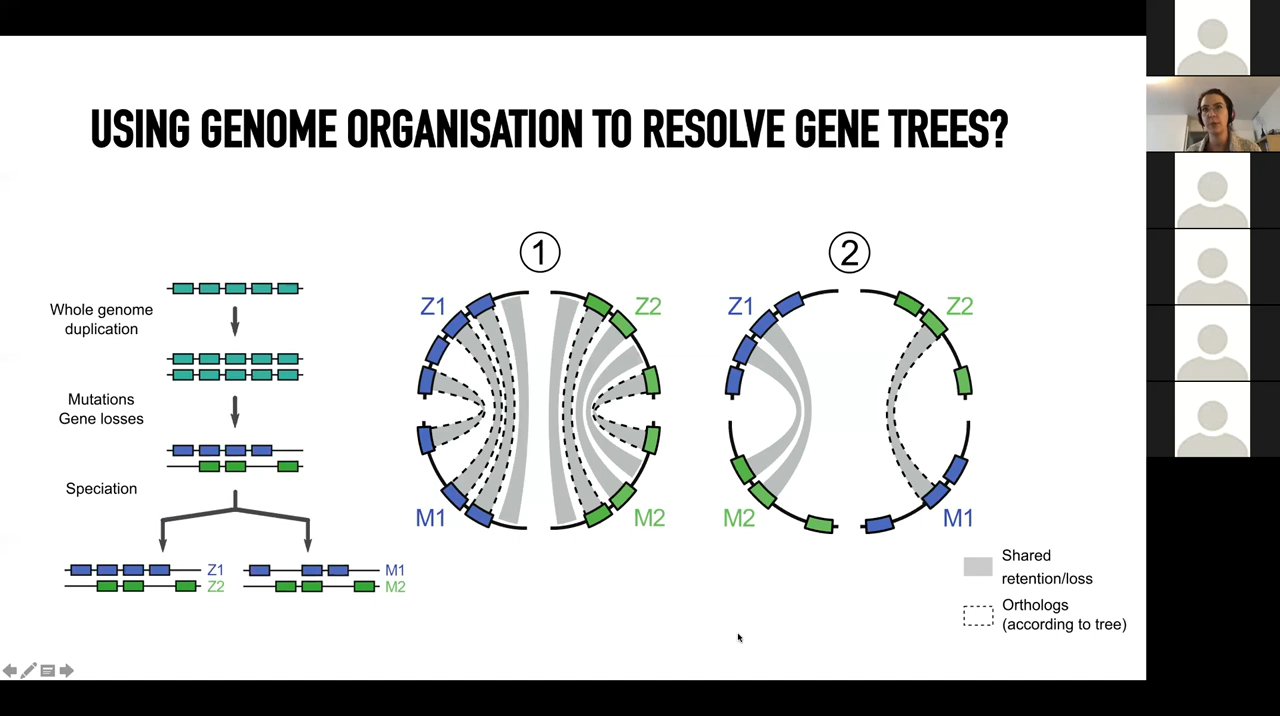 USING GENOME ORGANISATION TO RESOLVE GENE TREES?
Whole genome
duplication
Mutations
Gene losses
Speciation
Z1
Z2
M1
M2
1
Z1
Z2
M1
M2
2
Z1
Z2
M2
M1
Shared
retention/loss
Orthologs
(according to tree)